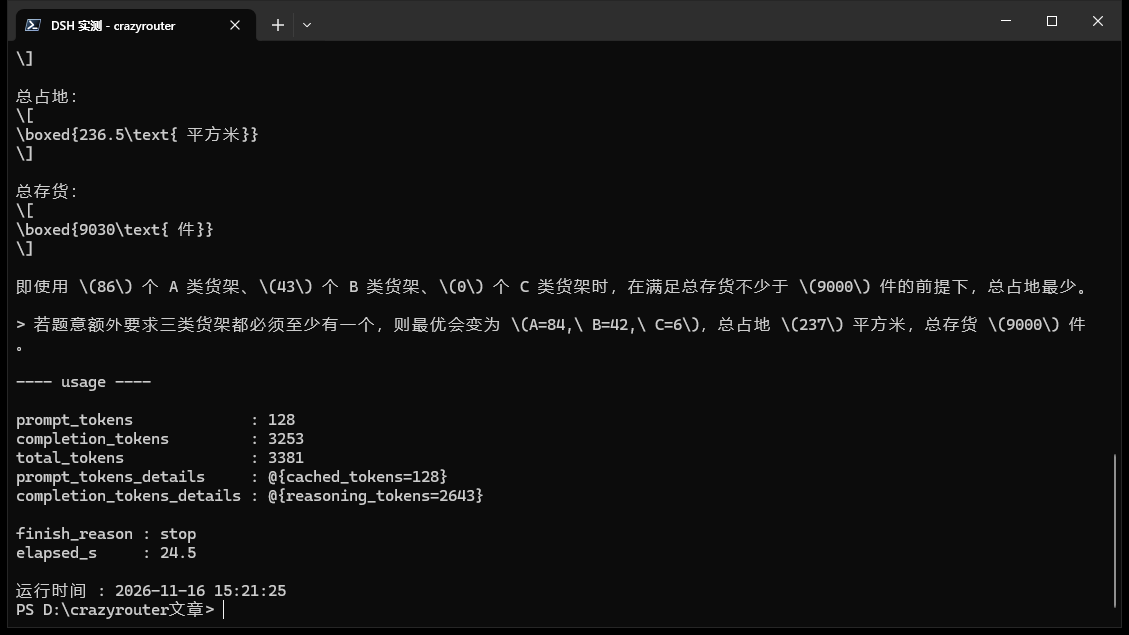 DSH 实测 - crazyrouter
\]
总占地：
\[
\boxed{236.5\text{ 平方米}}
\]
总存货：
\[
\boxed{9030\text{ 件}}
\]
即使用 \(86\) 个 A 类货架、\(43\) 个 B 类货架、\(0\) 个 C 类货架时，在满足总存货不少于 \(9000\) 件的前提下，总占地最少。
> 若题意额外要求三类货架都必须至少有一个，则最优会变为 \(A=84,\ B=42,\ C=6\)，总占地 \(237\) 平方米，总存货 \(9000\) 件
。
---- usage ----
prompt_tokens             : 128
completion_tokens         : 3253
total_tokens              : 3381
prompt_tokens_details     : @{cached_tokens=128}
completion_tokens_details : @{reasoning_tokens=2643}
finish_reason : stop
elapsed_s     : 24.5
运行时间 : 2026-11-16 15:21:25
PS D:\crazyrouter文章>